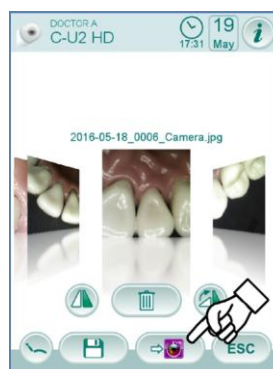 DOCTOR A
C-U2 HD
17:31
19
May
i
2016-05-18_0006_Camera.jpg
ESC